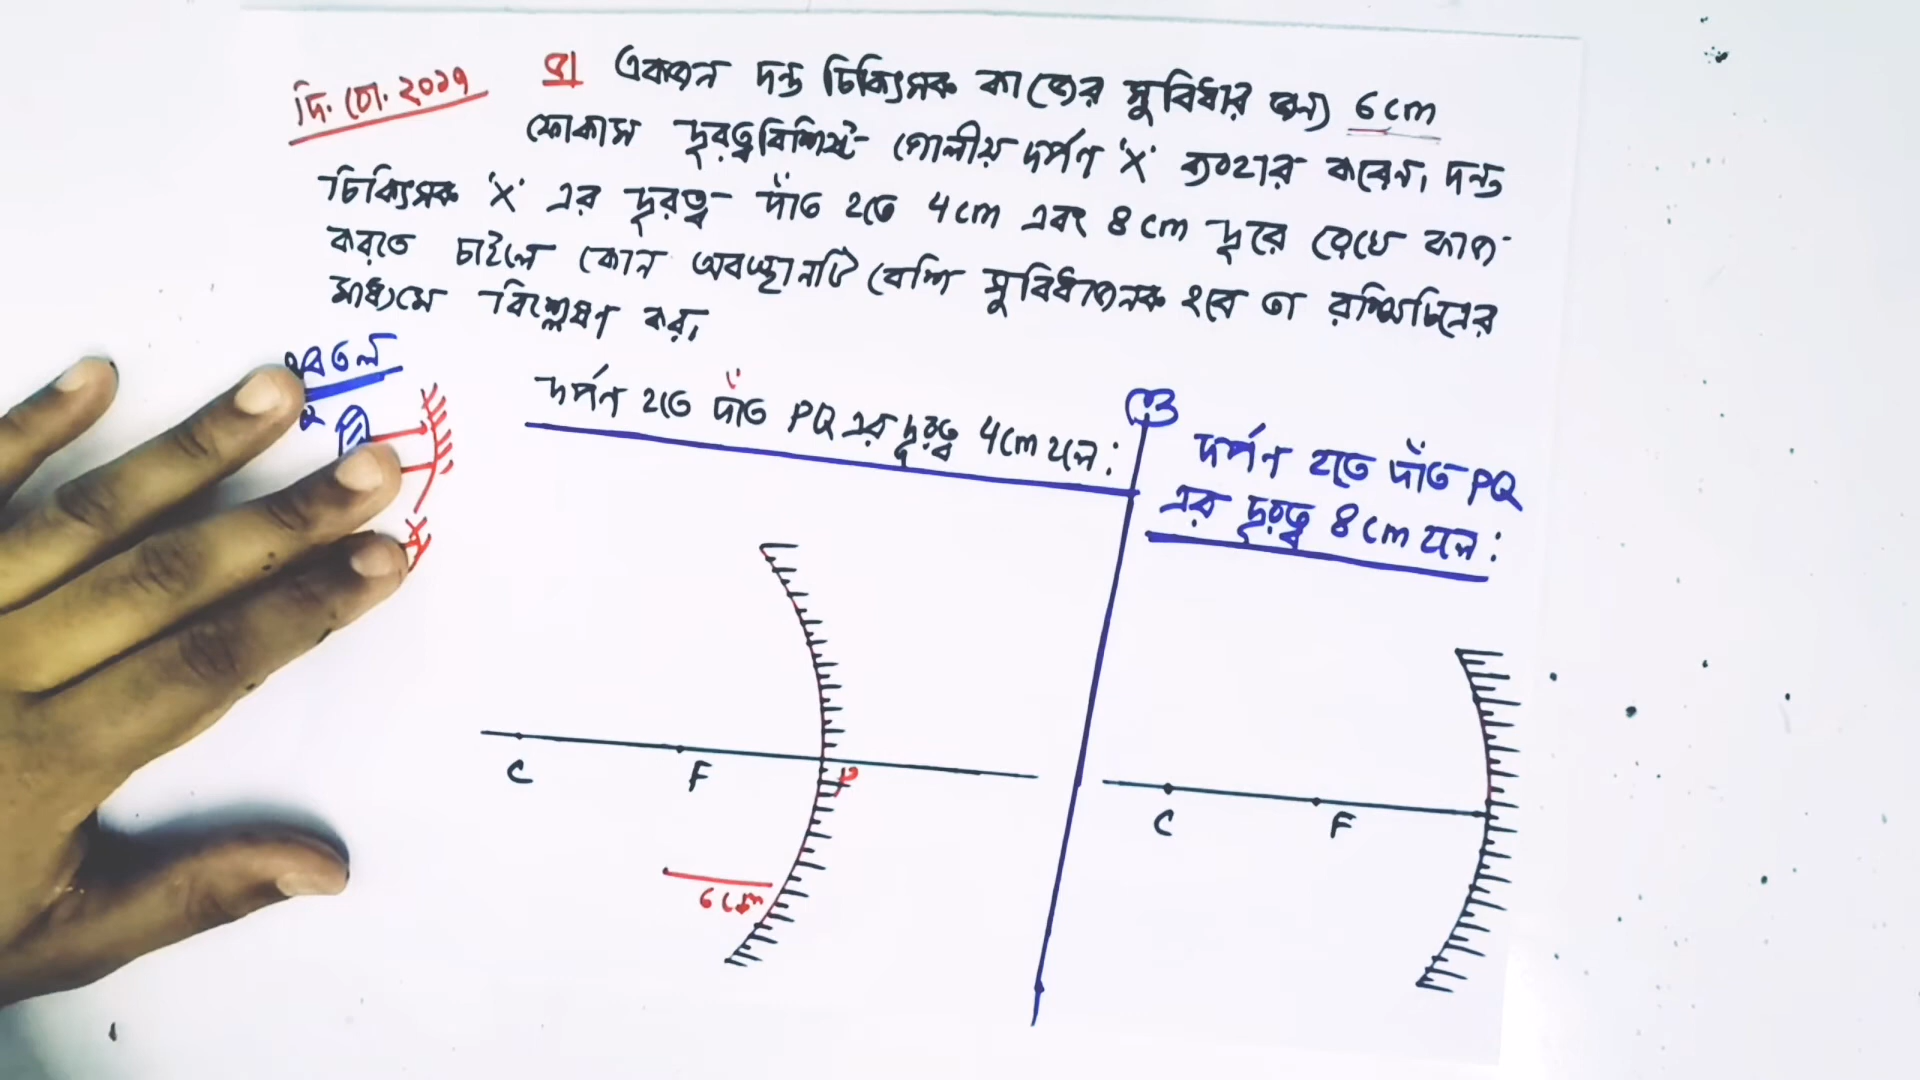 দি. বো. ২০১৭
প্র। একজন দন্ত চিকিৎসক কাজের সুবিধার জন্য 6cm
ফোকাস দূরত্ববিশিষ্ট গোলীয় দর্পণ 'X' ব্যবহার করেন। দন্ত
চিকিৎসক 'X' এর দূরত্ব দাঁত হতে 4cm এবং 8cm দূরে রেখে কাজ
করতে চাইলে কোন অবস্থানটি বেশি সুবিধাজনক হবে তা রশ্মিচিত্রের
মাধ্যমে বিশ্লেষণ কর।
দর্পণ হতে দাঁত PQ এর দূরত্ব 4cm হলে:
দর্পণ হতে দাঁত PQ
এর দূরত্ব 8cm হলে:
C
F
P
6cm
C
F